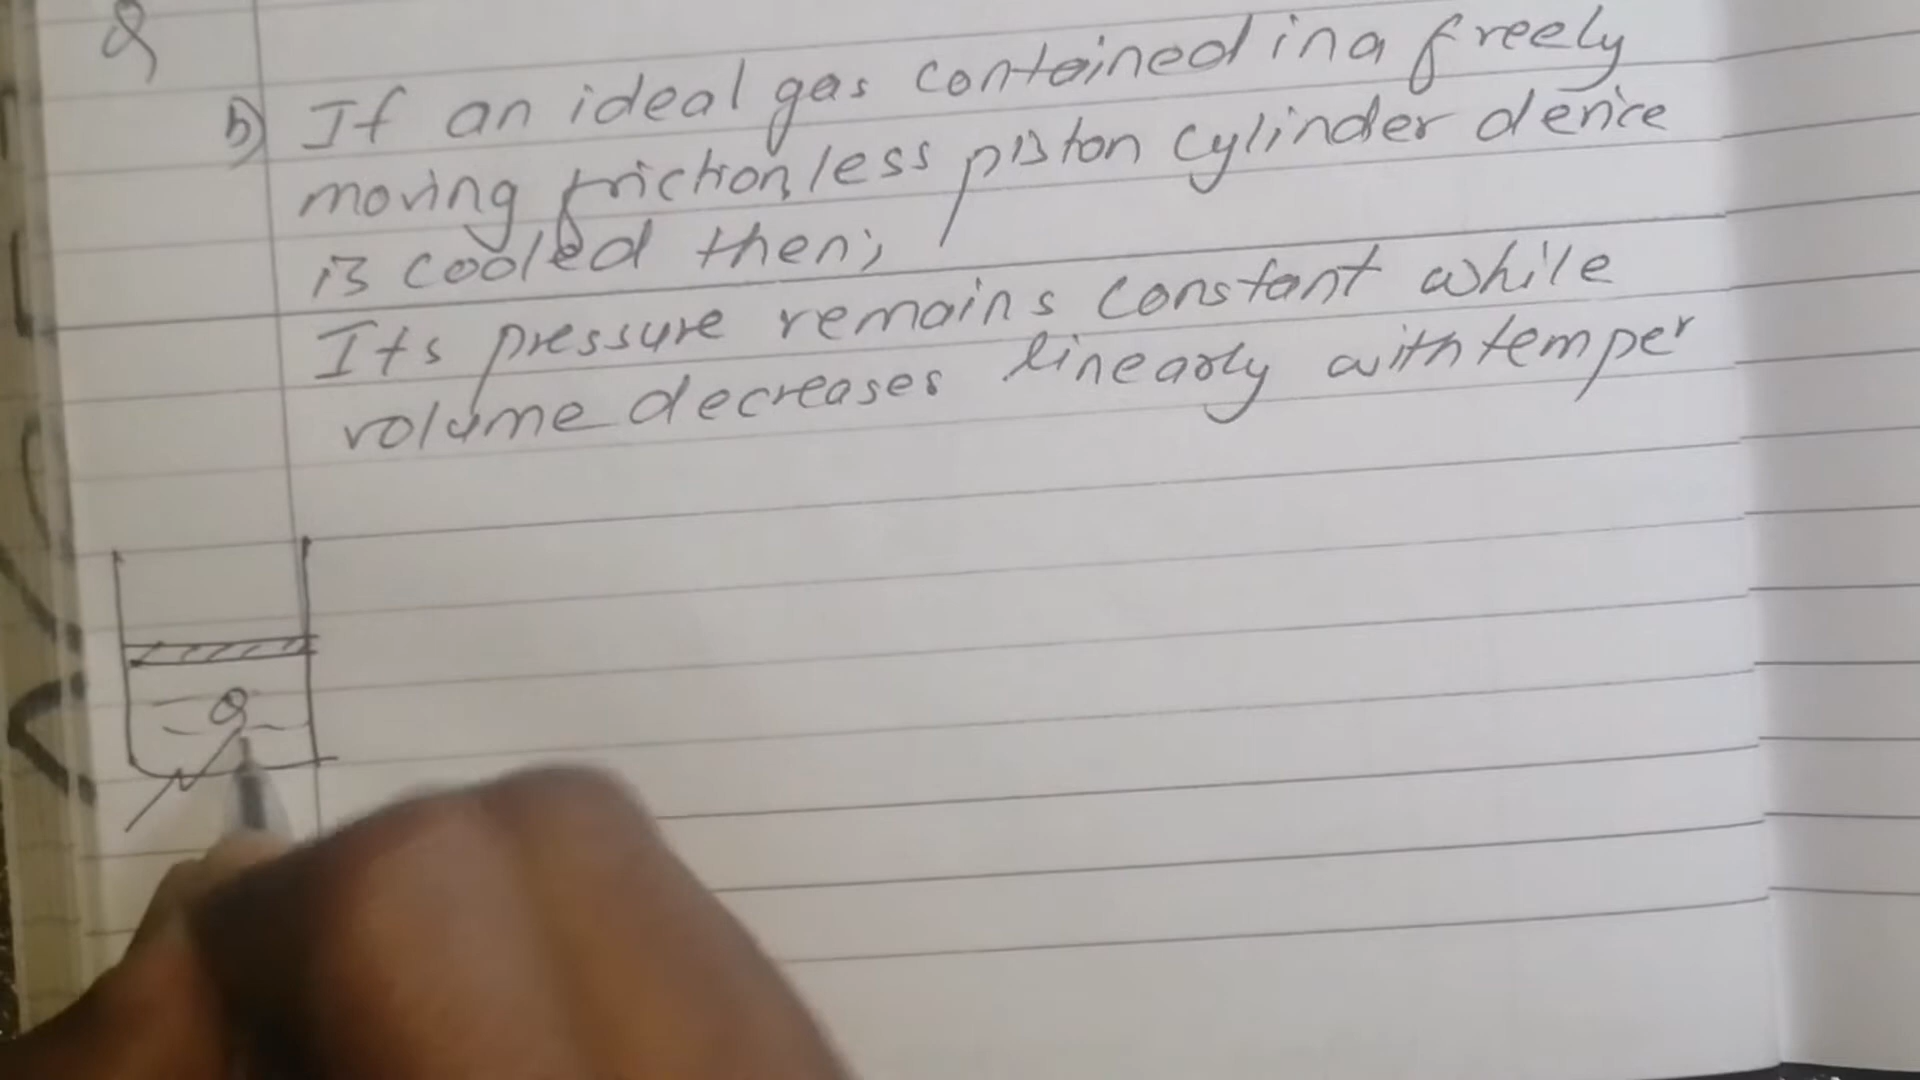 Q
b) If an ideal gas contained in a freely
moving frictionless piston cylinder device
is cooled then;
Its pressure remains constant while
volume decreases linearly with temper
Q